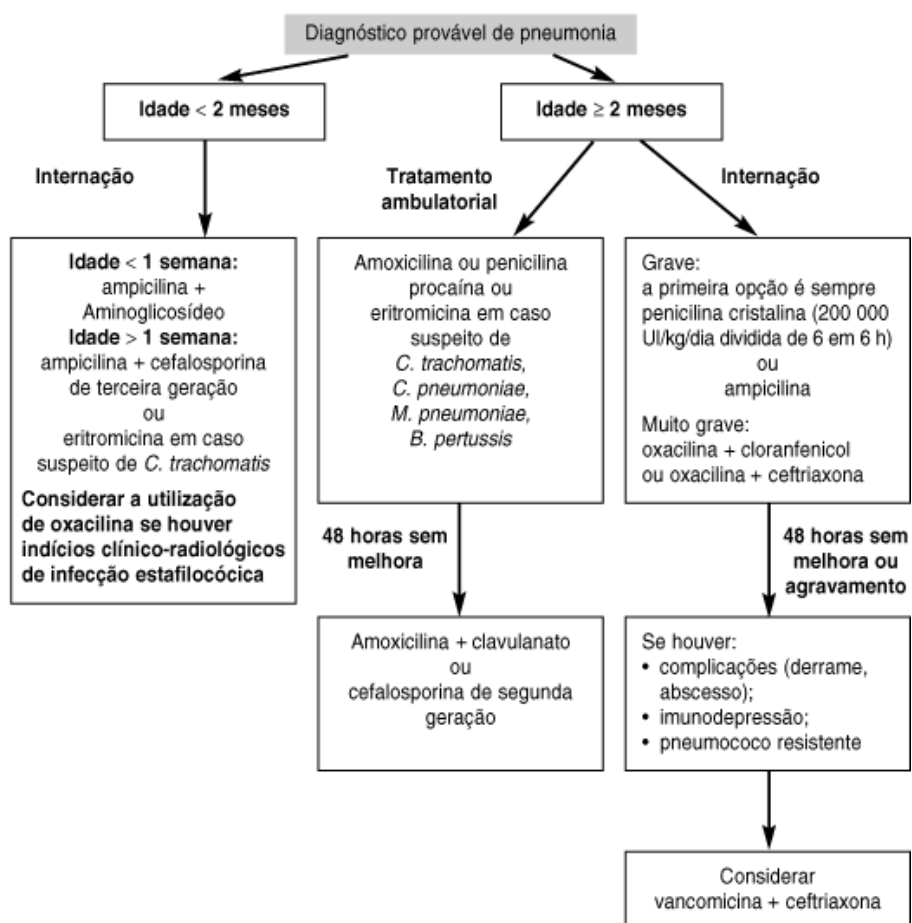 Diagnóstico provável de pneumonia
Idade < 2 meses
Idade ≥ 2 meses
Internação
Tratamento
ambulatorial
Internação
Idade < 1 semana:
ampicilina +
Aminoglicosídeo
Idade > 1 semana:
ampicilina + cefalosporina
de terceira geração
ou
eritromicina em caso
suspeito de C. trachomatis
Considerar a utilização
de oxacilina se houver
indícios clínico-radiológicos
de infecção estafilocócica
Amoxicilina ou penicilina
procaína ou
eritromicina em caso
suspeito de
C. trachomatis,
C. pneumoniae,
M. pneumoniae,
B. pertussis
Grave:
a primeira opção é sempre
penicilina cristalina (200 000
UI/kg/dia dividida de 6 em 6 h)
ou
ampicilina
Muito grave:
oxacilina + cloranfenicol
ou oxacilina + ceftriaxona
48 horas sem
melhora
48 horas sem
melhora ou
agravamento
Amoxicilina + clavulanato
ou
cefalosporina de segunda
geração
Se houver:
• complicações (derrame,
abscesso);
• imunodepressão;
• pneumococo resistente
Considerar
vancomicina + ceftriaxona